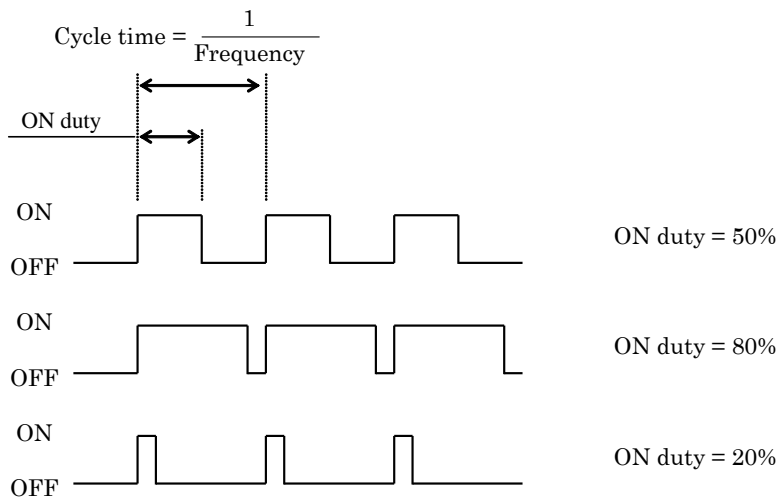 Cycle time = 1 / Frequency
ON duty
ON
OFF
ON duty = 50%
ON
OFF
ON duty = 80%
ON
OFF
ON duty = 20%